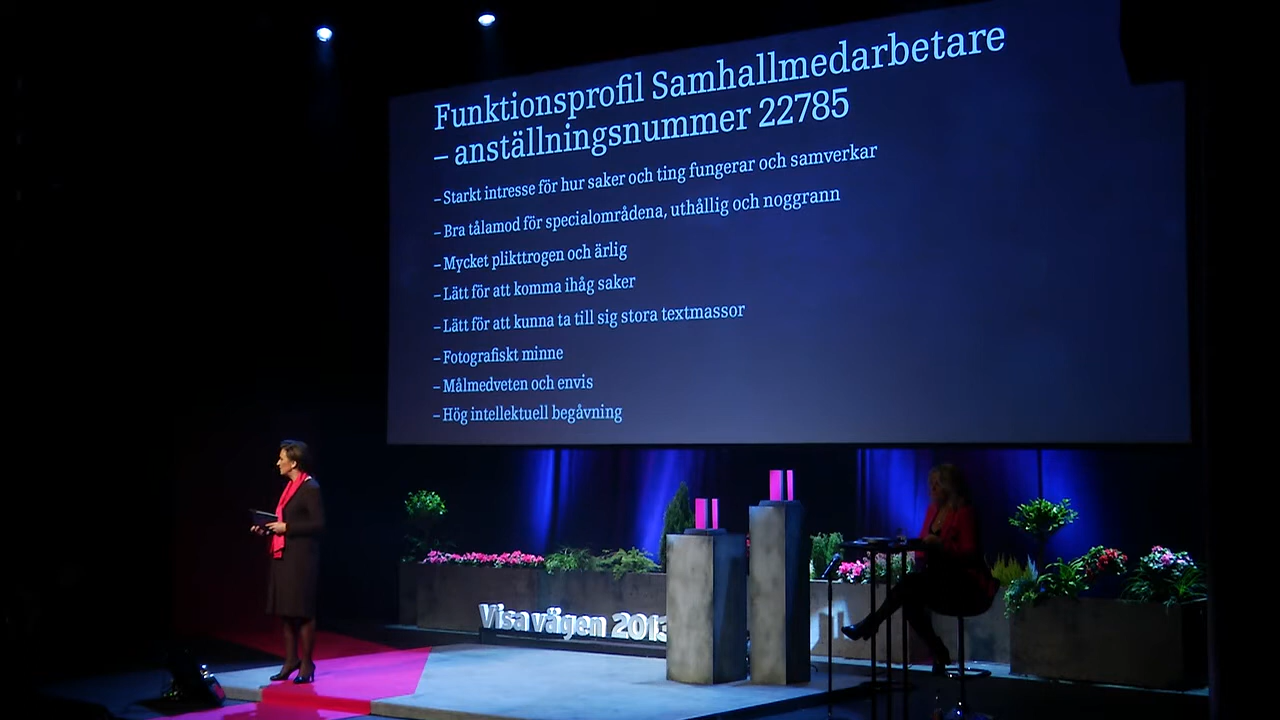 Funktionsprofil Samhallmedarbetare
– anställningsnummer 22785
– Starkt intresse för hur saker och ting fungerar och samverkar
– Bra tålamod för specialområdena, uthållig och noggrann
– Mycket plikttrogen och ärlig
– Lätt för att komma ihåg saker
– Lätt för att kunna ta till sig stora textmassor
– Fotografiskt minne
– Målmedveten och envis
– Hög intellektuell begåvning
Visa vägen 2013